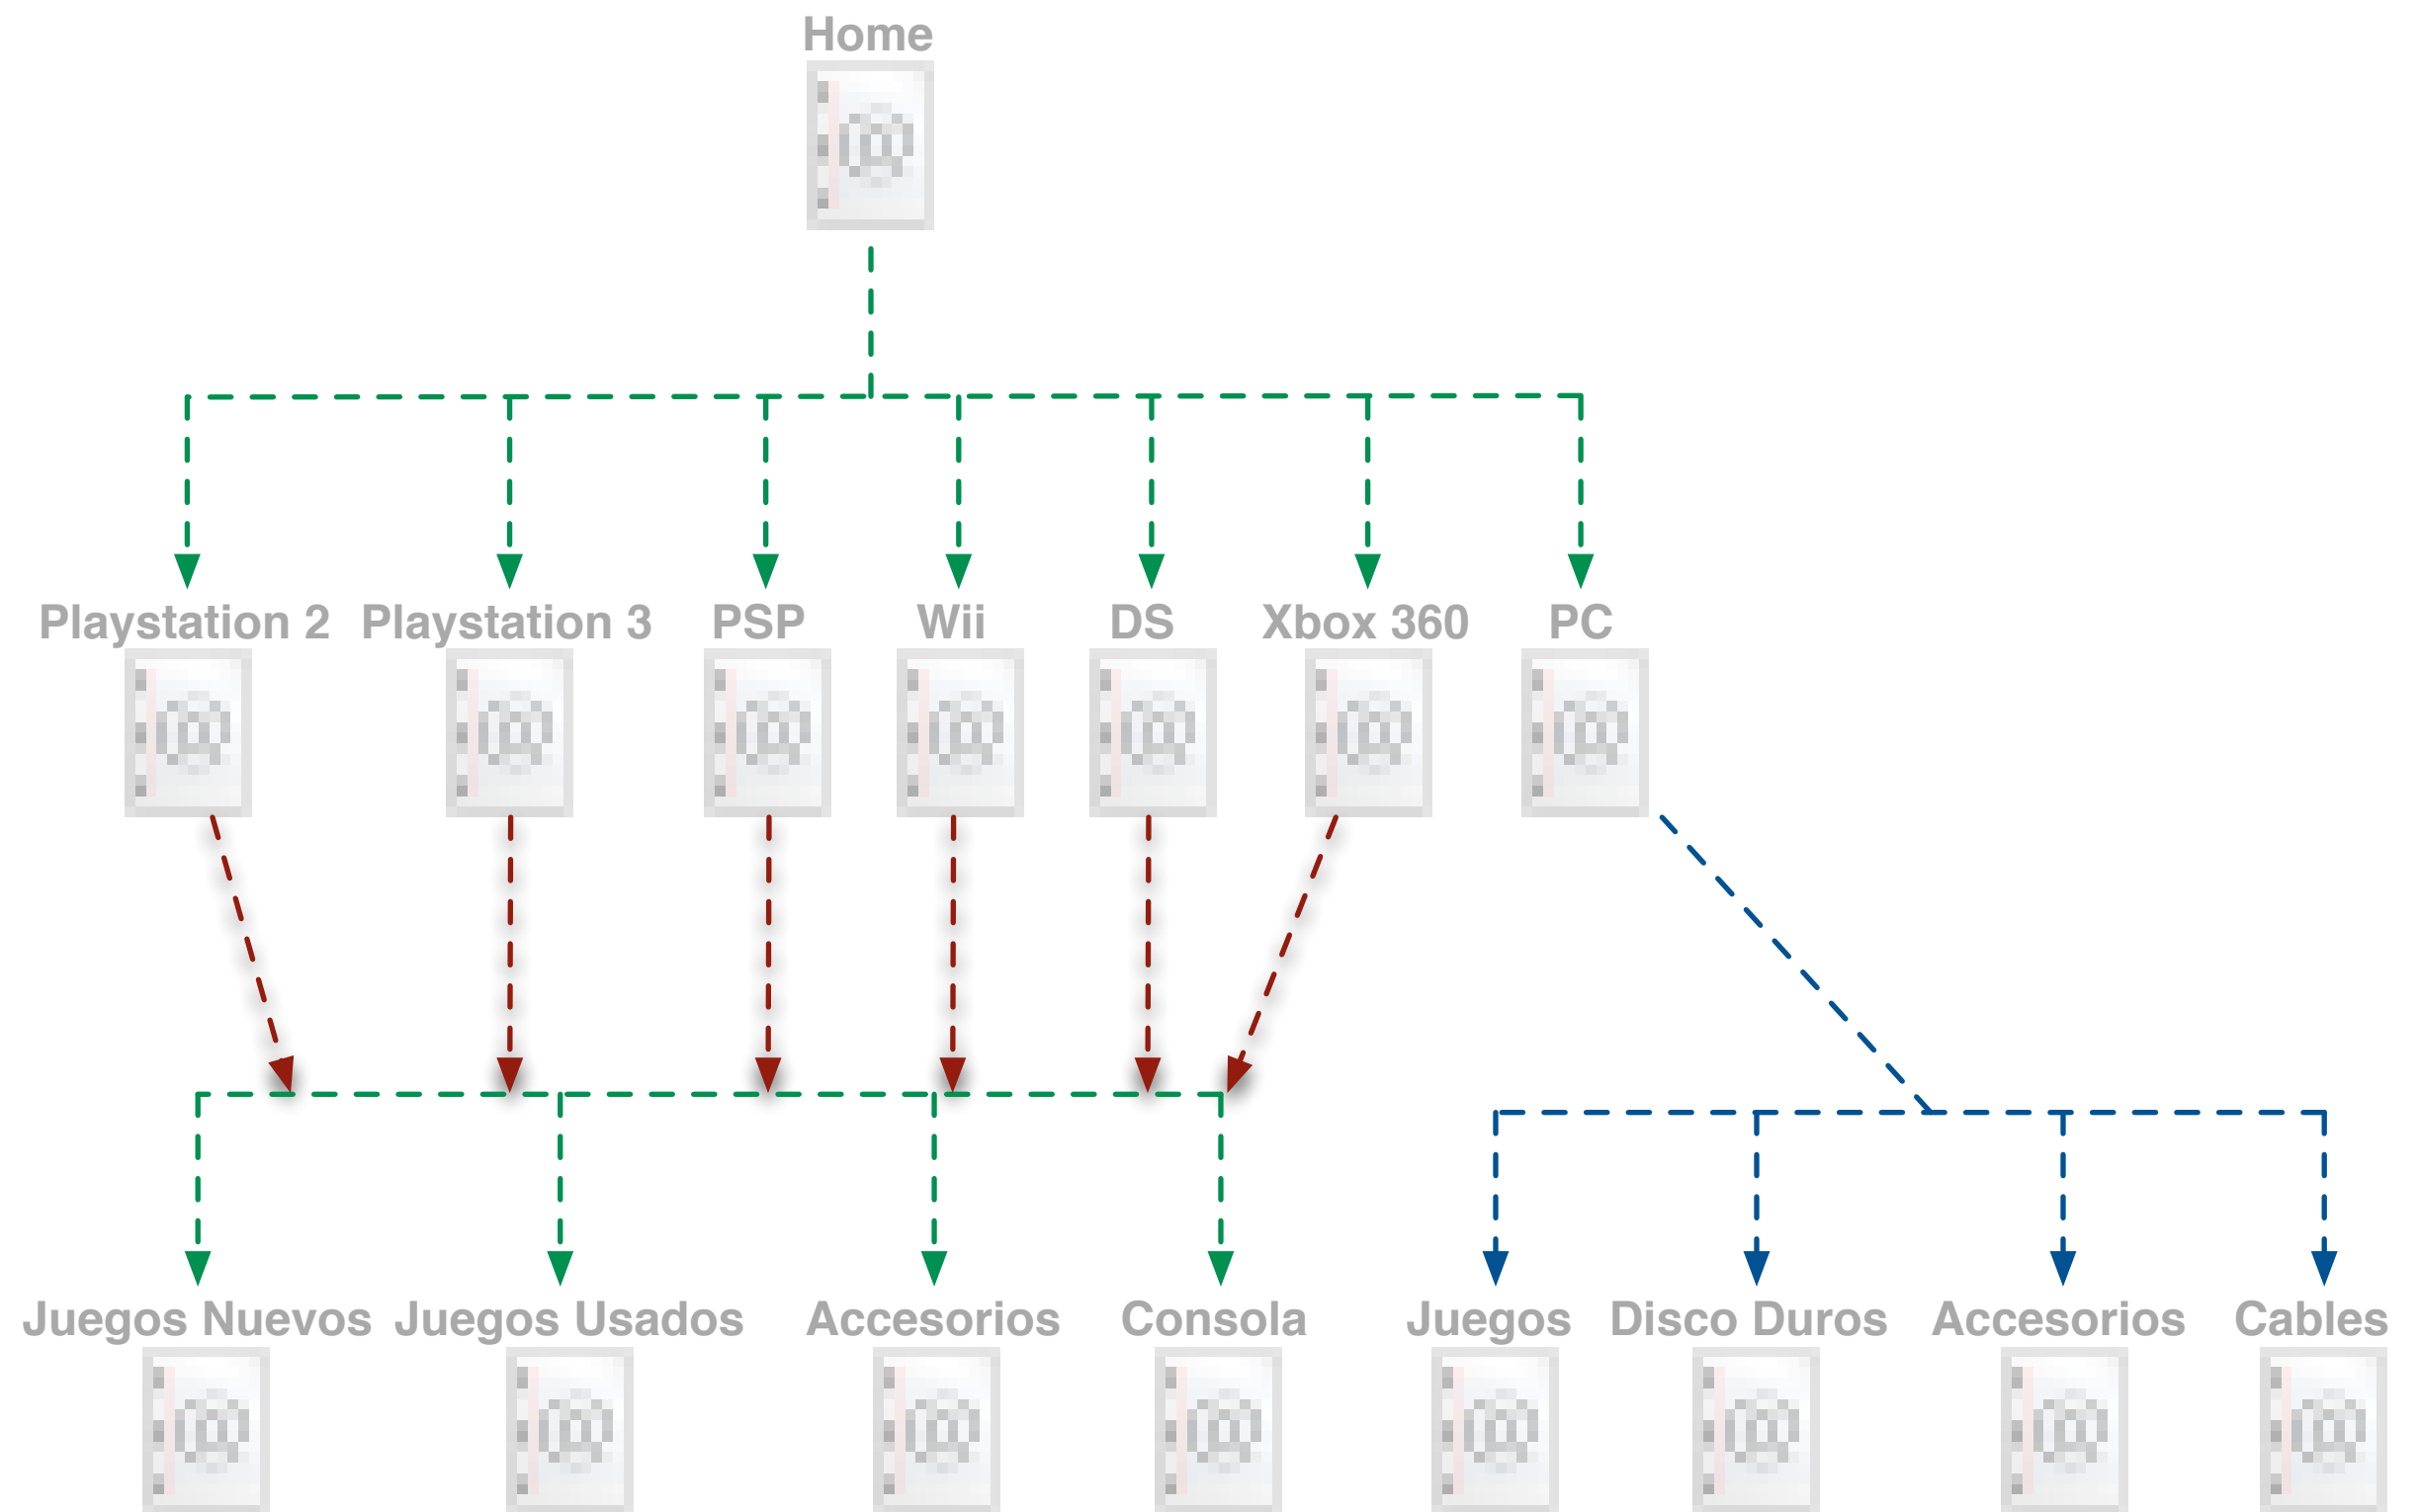 Home
Playstation 2 Playstation 3 PSP Wii DS Xbox 360 PC
Juegos Nuevos Juegos Usados Accesorios Consola Juegos Disco Duros Accesorios Cables